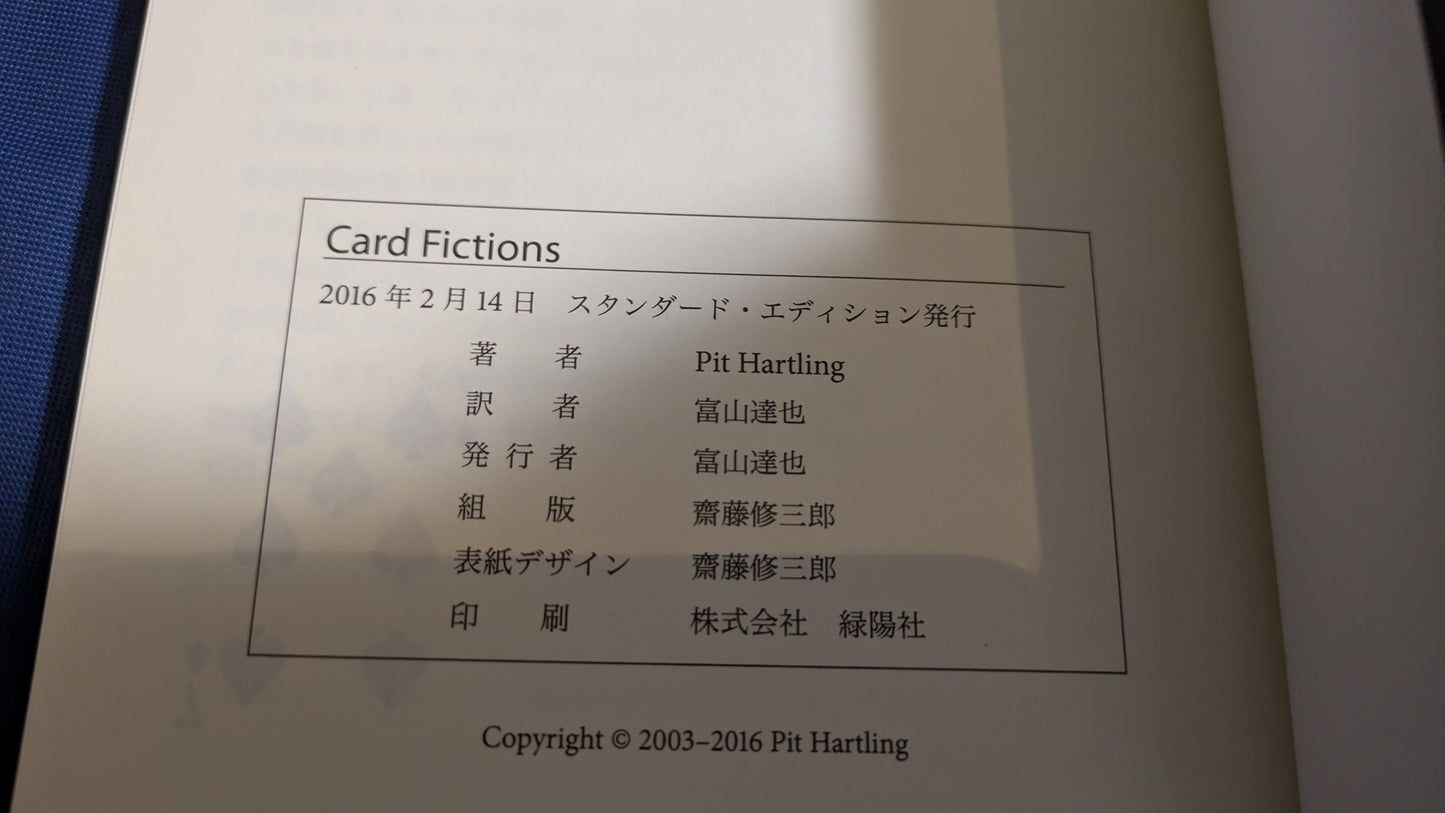 Card Fictions
2016 年 2 月 14 日　スタンダード・エディション発行
著　者　Pit Hartling
訳　者　富山達也
発 行 者　富山達也
組　版　齋藤修三郎
表紙デザイン　齋藤修三郎
印　刷　株式会社　緑陽社
Copyright © 2003–2016 Pit Hartling